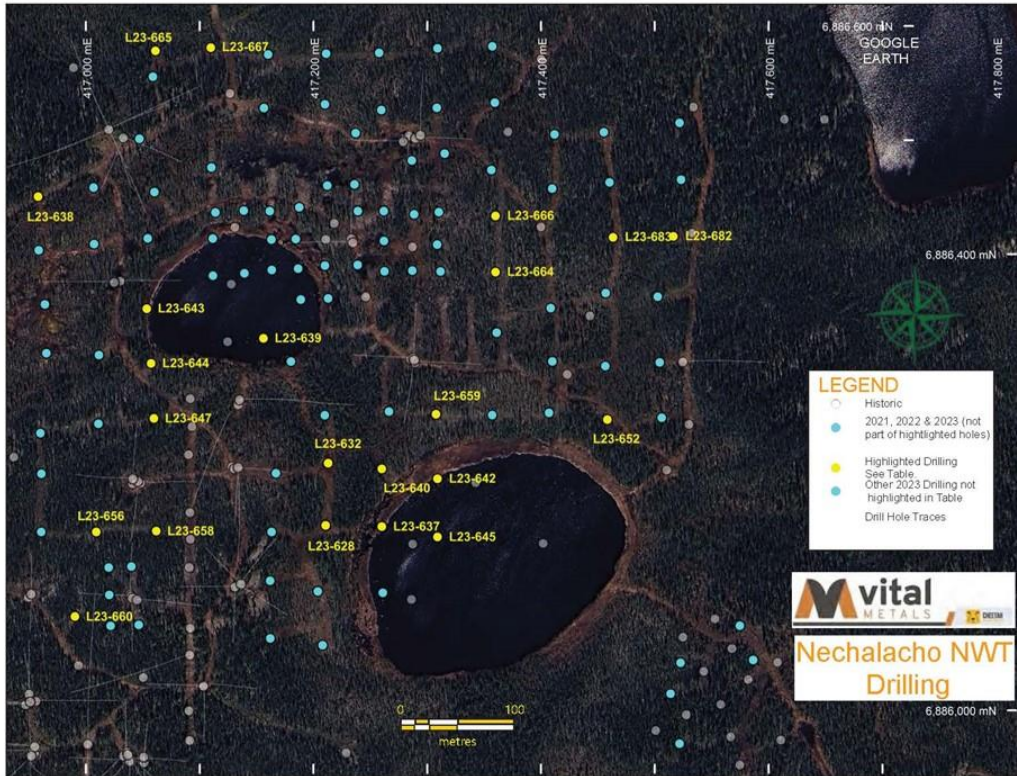 417,000 mE
417,200 mE
417,400 mE
417,600 mE
417,800 mE
6,886,600 mN
GOOGLE
EARTH
L23-665
L23-667
L23-638
L23-666
L23-683
L23-682
6,886,400 mN
L23-664
L23-643
L23-639
L23-644
L23-659
L23-647
L23-652
L23-632
L23-642
L23-640
L23-656
L23-658
L23-628
L23-637
L23-645
L23-660
LEGEND
Historic
2021, 2022 & 2023 (not
part of hightlighted holes)
Highlighted Drilling
See Table.
Other 2023 Drilling not
highlighted in Table
Drill Hole Traces
vital
METALS
CHEETAH
Nechalacho NWT
Drilling
6,886,000 mN
0 100
metres